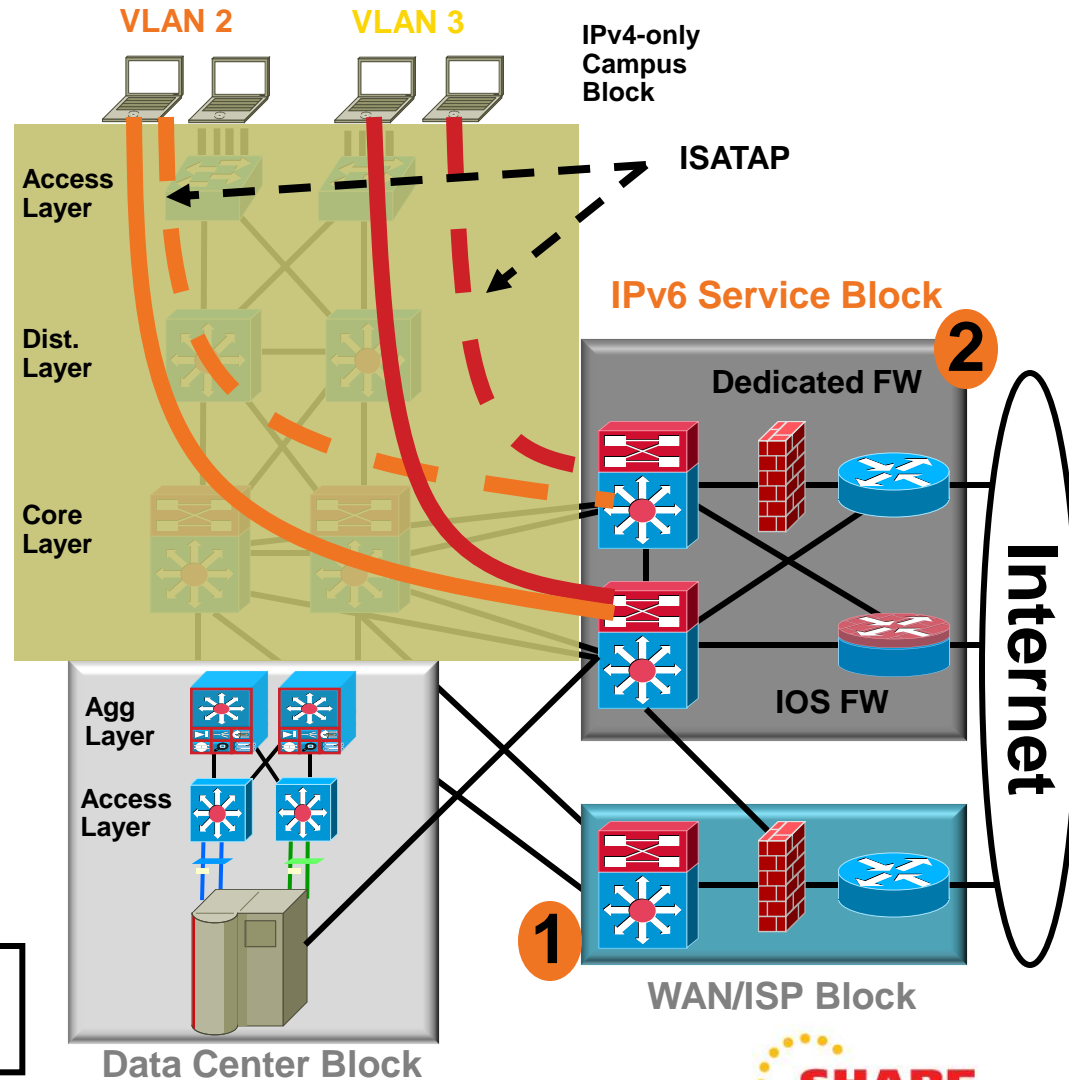 VLAN 2
VLAN 3
IPv4-only
Campus
Block
ISATAP
Access
Layer
Dist.
Layer
Core
Layer
IPv6 Service Block
2
Dedicated FW
IOS FW
Internet
Agg
Layer
Access
Layer
1
WAN/ISP Block
Data Center Block